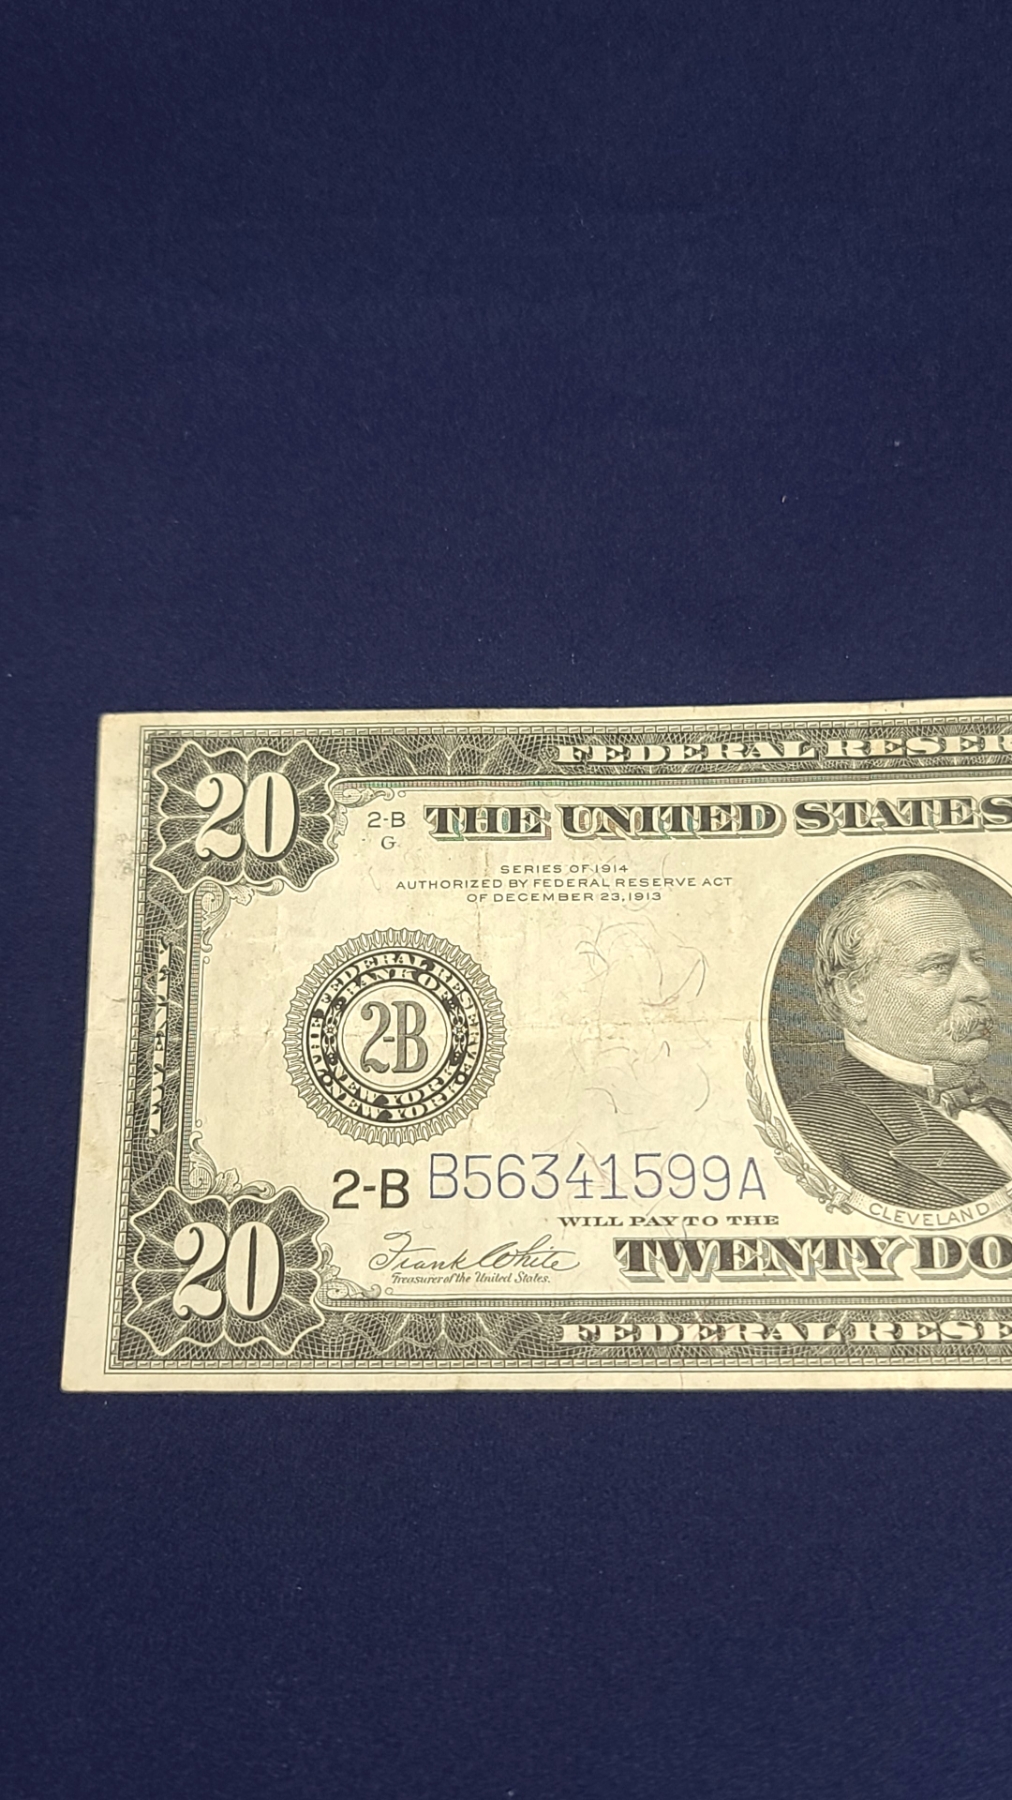 FEDERAL RESER
20
2-B
G
THE UNITED STATES
SERIES OF 1914
AUTHORIZED BY FEDERAL RESERVE ACT
OF DECEMBER 23, 1913
TWENTY
THE FEDERAL RESERVE
BANK OF
2-B
NEW YORK
NEW YORK
2-B B56341599A
CLEVELAND
WILL PAY TO THE
TWENTY DO
Frank White
Treasurer of the United States.
20
FEDERAL RESE